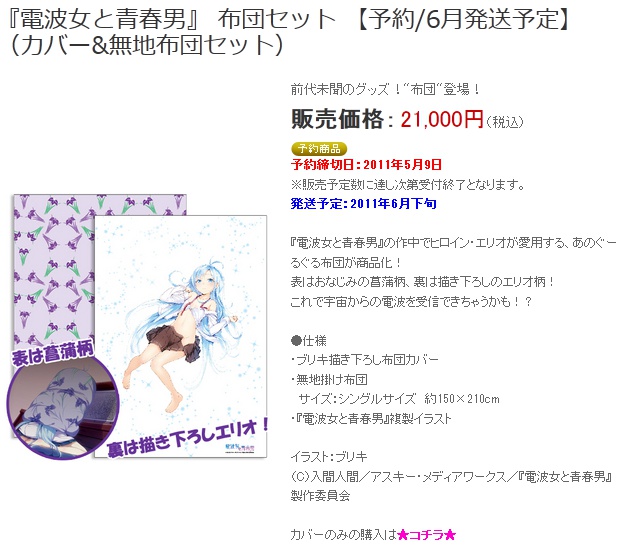 『電波女と青春男』 布団セット 【予約/6月発送予定】
（カバー&無地布団セット）
前代未聞のグッズ！“布団“登場！
販売価格：21,000円(税込)
予約商品
予約締切日：2011年5月9日
※販売予定数に達し次第受付終了となります。
発送予定：2011年6月下旬
『電波女と青春男』の作中でヒロイン・エリオが愛用する、あのぐー
るぐる布団が商品化！
表はおなじみの菖蒲柄、裏は描き下ろしのエリオ柄！
これで宇宙からの電波を受信できちゃうかも！？
●仕様
・ブリキ描き下ろし布団カバー
・無地掛け布団
サイズ：シングルサイズ 約150×210cm
・『電波女と青春男』複製イラスト
イラスト：ブリキ
(C)入間人間／アスキー・メディアワークス／『電波女と青春男』
製作委員会
カバーのみの購入は★コチラ★
表は菖蒲柄
裏は描き下ろしエリオ！